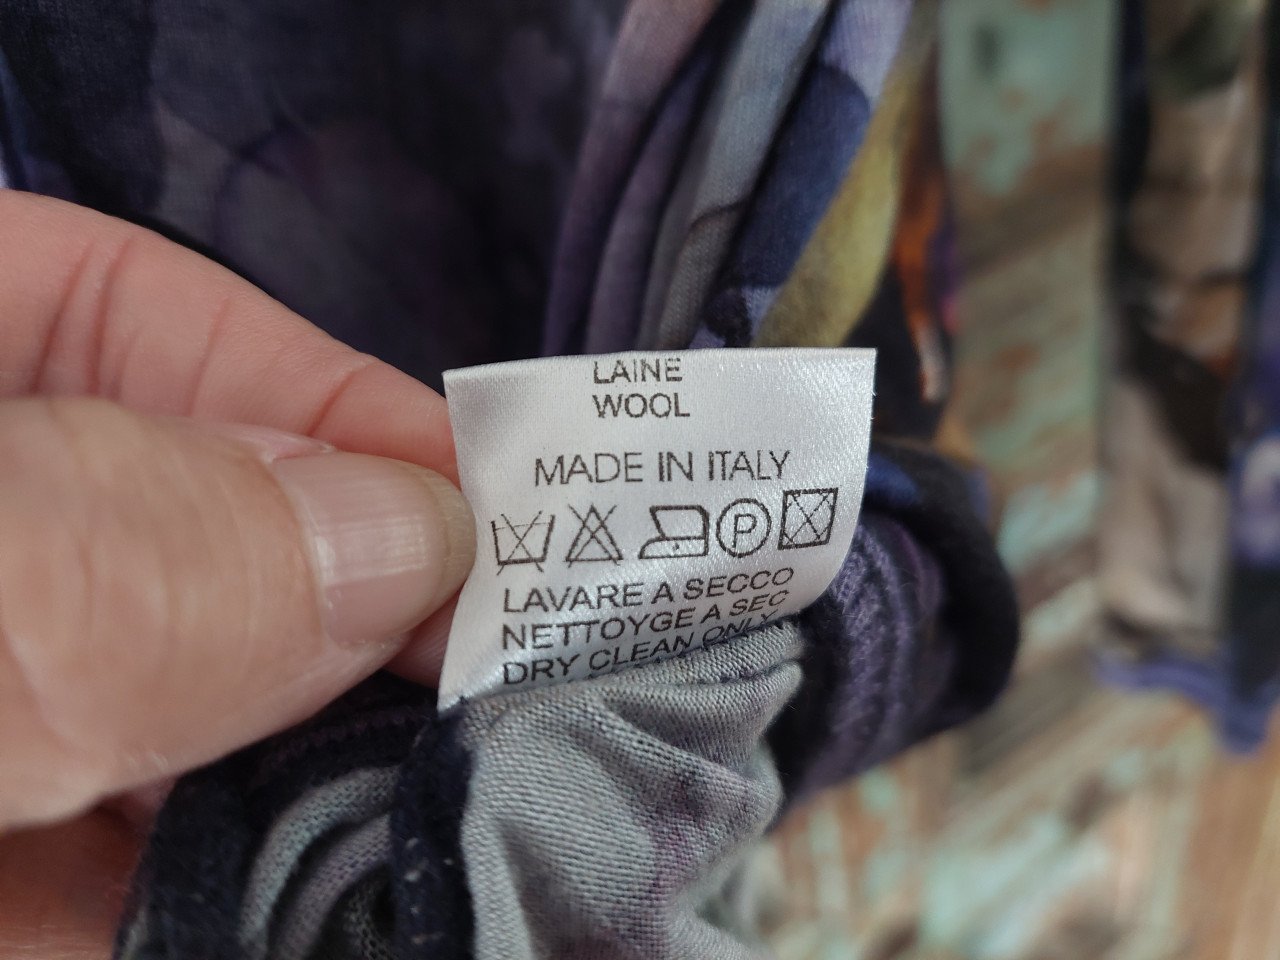 LAINE
WOOL
MADE IN ITALY
P
LAVARE A SECCO
NETTOYGE A SEC
DRY CLEAN ONLY